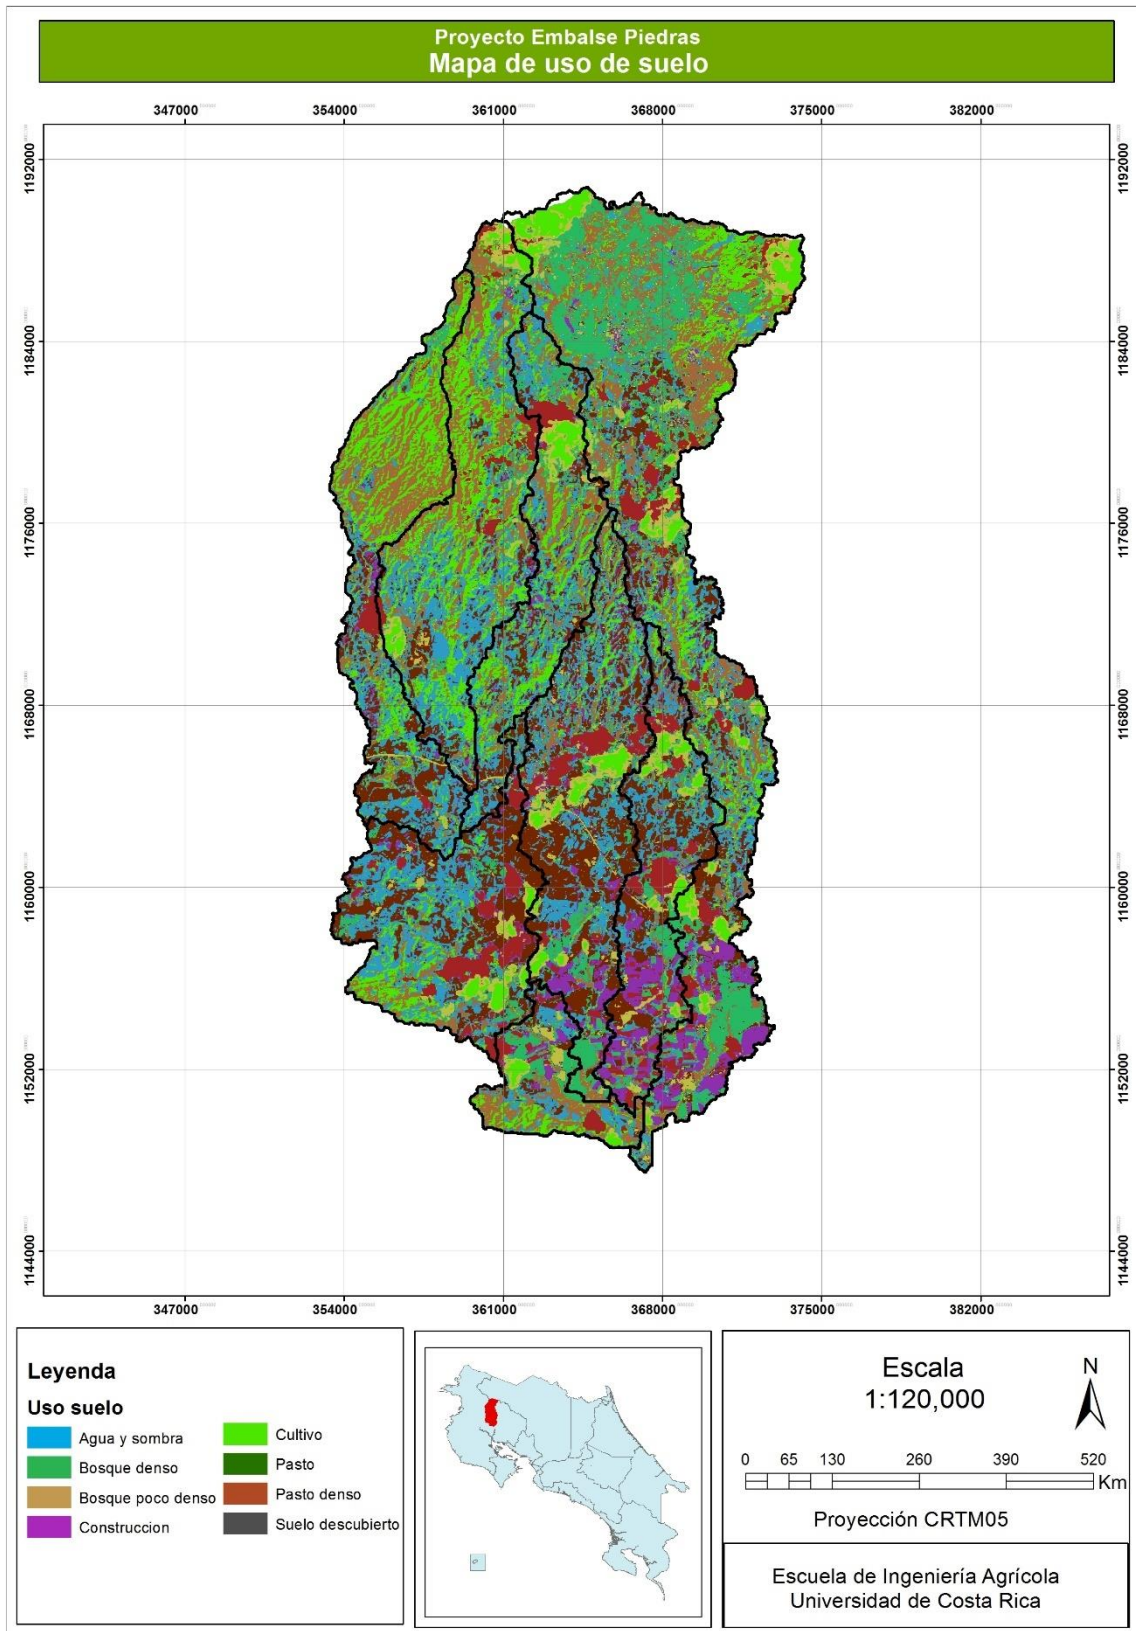 Proyecto Embalse Piedras
Mapa de uso de suelo
347000 354000 361000 368000 375000 382000
1192000 1192000
1184000 1184000
1176000 1176000
1168000 1168000
1160000 1160000
1152000 1152000
1144000 1144000
347000 354000 361000 368000 375000 382000
Leyenda
Uso suelo
Agua y sombra
Bosque denso
Bosque poco denso
Construccion
Cultivo
Pasto
Pasto denso
Suelo descubierto
Escala
1:120,000
N
0 65 130 260 390 520
Km
Proyección CRTM05
Escuela de Ingeniería Agrícola
Universidad de Costa Rica